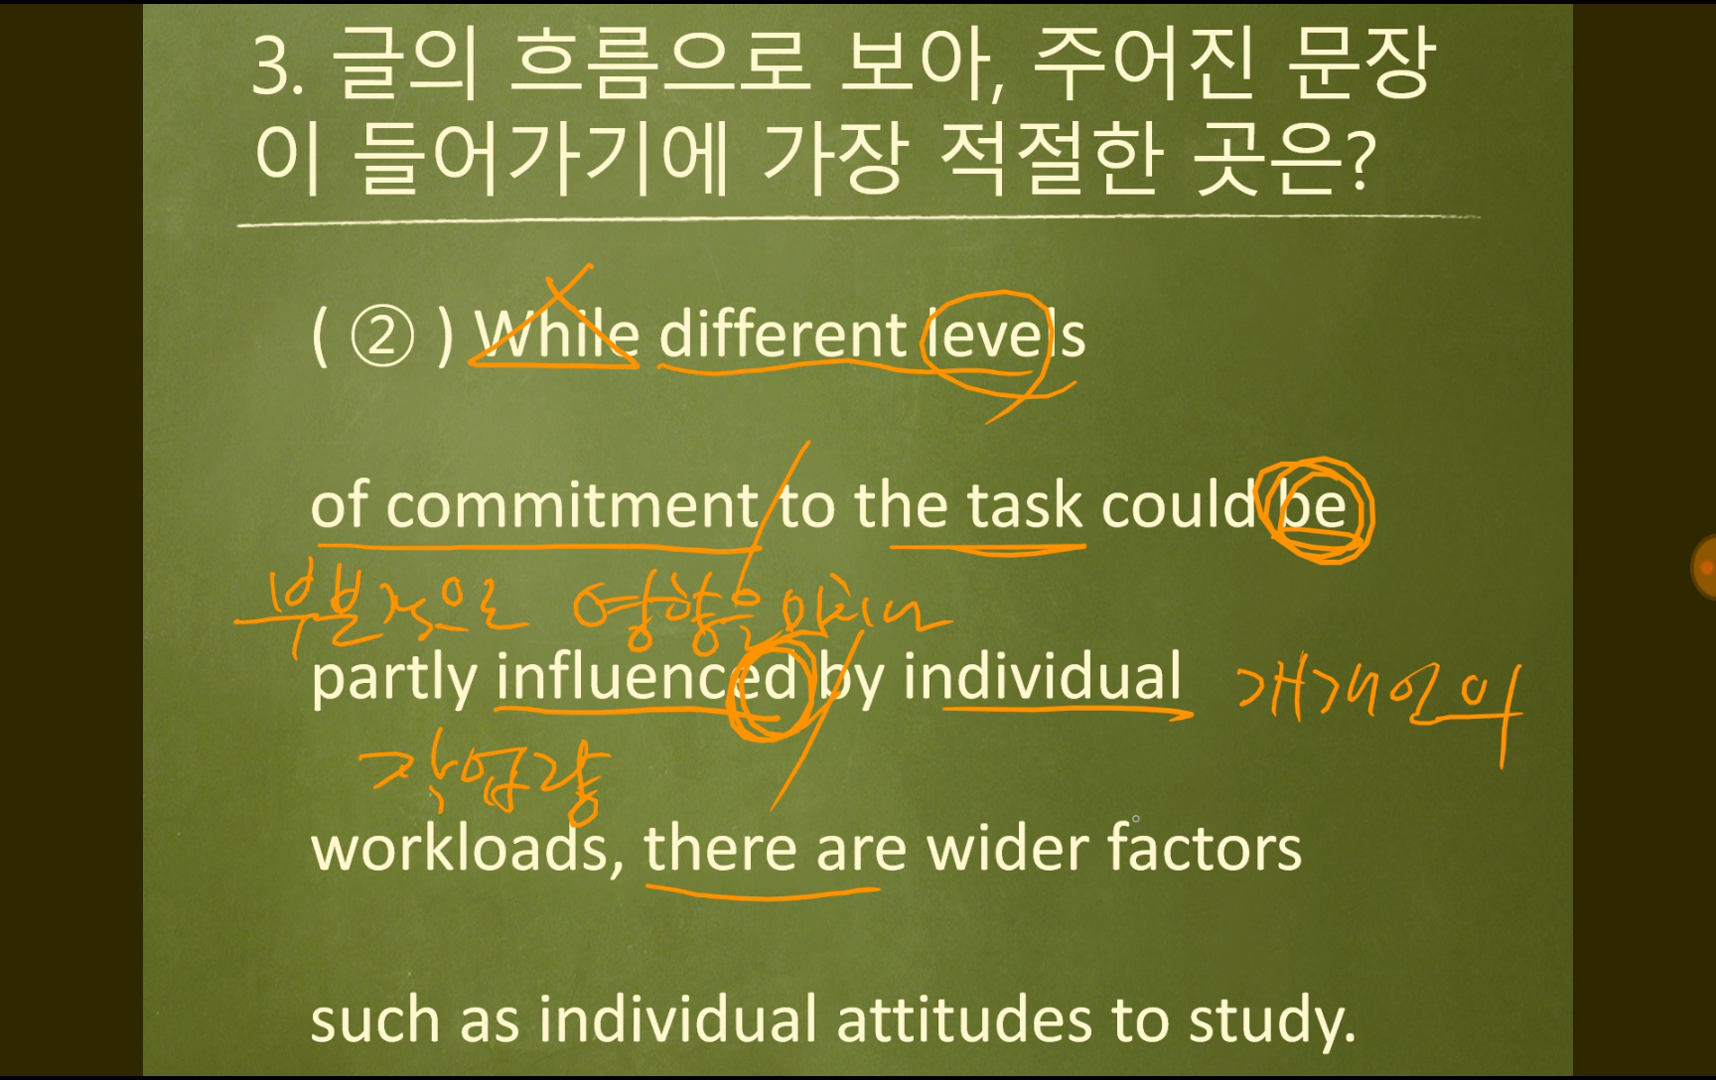 3. 글의 흐름으로 보아, 주어진 문장
이 들어가기에 가장 적절한 곳은?
( ② ) While different levels
of commitment to the task could be
부분적으로 영향을 미치나
partly influenced by individual 개개인의
작업량
workloads, there are wider factors
such as individual attitudes to study.